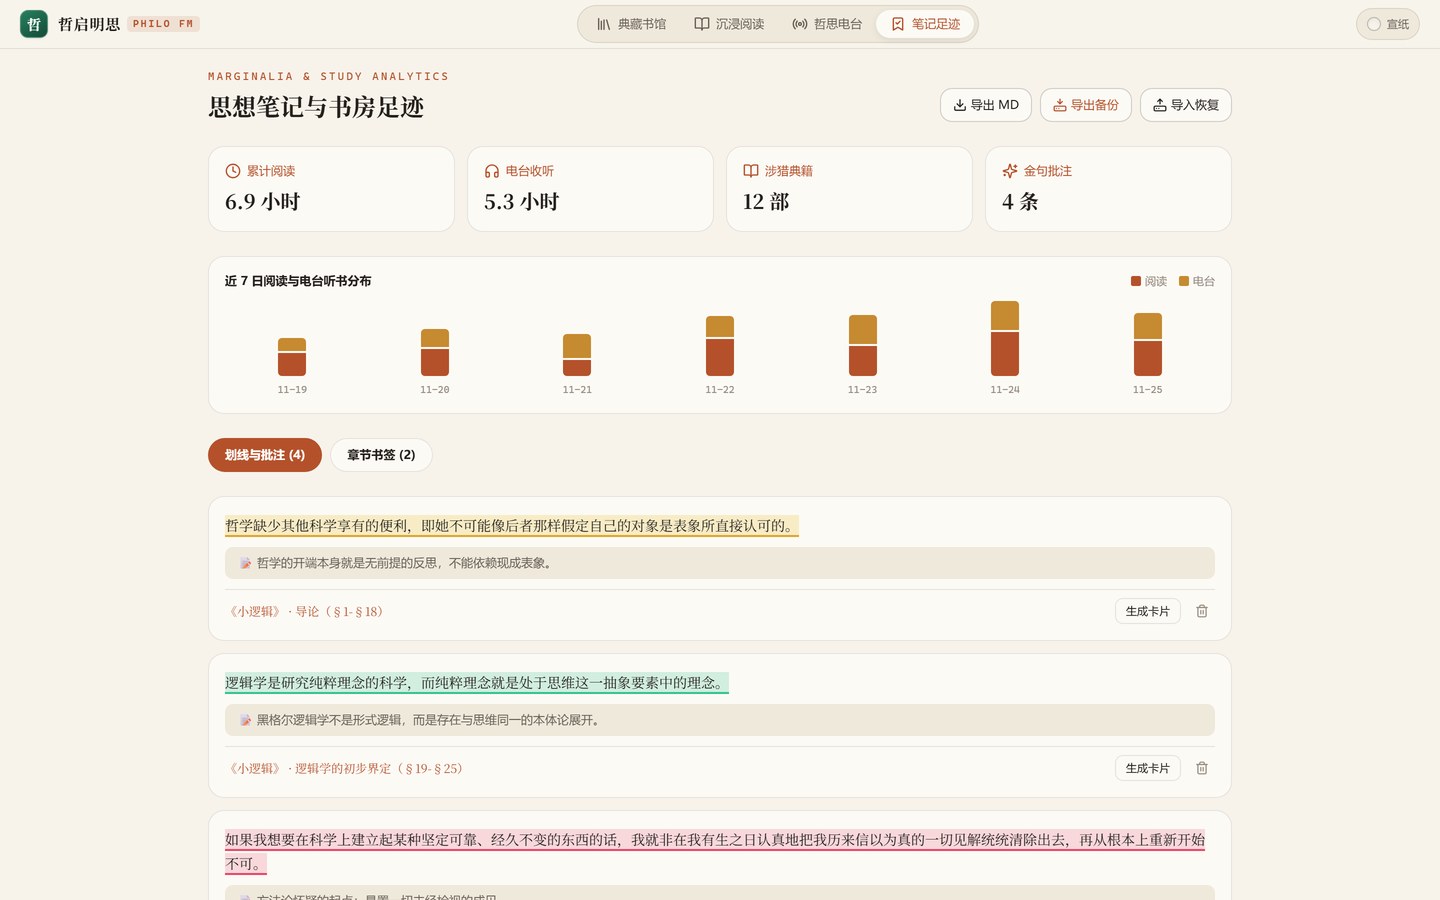 哲 哲启明思 PHILO FM
典藏书馆 沉浸阅读 哲思电台 笔记足迹
宣纸
MARGINALIA & STUDY ANALYTICS
思想笔记与书房足迹
导出 MD 导出备份 导入恢复
累计阅读
6.9 小时
电台收听
5.3 小时
涉猎典籍
12 部
金句批注
4 条
近 7 日阅读与电台听书分布
阅读 电台
11-19 11-20 11-21 11-22 11-23 11-24 11-25
划线与批注 (4) 章节书签 (2)
哲学缺少其他科学享有的便利，即她不可能像后者那样假定自己的对象是表象所直接认可的。
哲学的开端本身就是无前提的反思，不能依赖现成表象。
《小逻辑》 · 导论（§1-§18）
生成卡片
逻辑学是研究纯粹理念的科学，而纯粹理念就是处于思维这一抽象要素中的理念。
黑格尔逻辑学不是形式逻辑，而是存在与思维同一的本体论展开。
《小逻辑》 · 逻辑学的初步界定（§19-§25）
生成卡片
如果我想要在科学上建立起某种坚定可靠、经久不变的东西的话，我就非在我有生之日认真地把我历来信以为真的一切见解统统清除出去，再从根本上重新开始
不可。